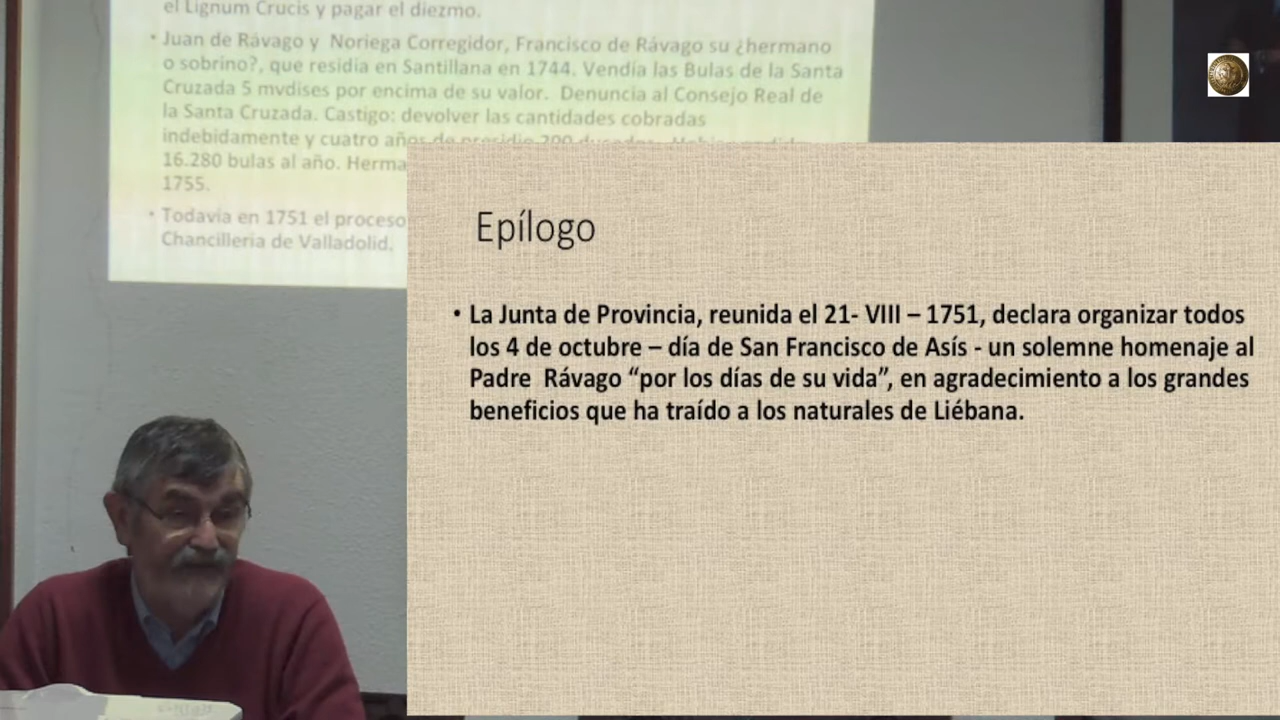 el Lignum Crucis y pagar el diezmo.
• Juan de Rávago y Noriega Corregidor, Francisco de Rávago su ¿hermano
o sobrino?, que residia en Santillana en 1744. Vendía las Bulas de la Santa
Cruzada 5 mvdises por encima de su valor. Denuncia al Consejo Real de
la Santa Cruzada. Castigo: devolver las cantidades cobradas
indebidamente y cuatro años de presidio 200
16.280 bulas al año. Herma
1755.
• Todavía en 1751 el proceso
Chancilleria de Valladolid.
Epílogo
• La Junta de Provincia, reunida el 21- VIII – 1751, declara organizar todos
los 4 de octubre – día de San Francisco de Asís - un solemne homenaje al
Padre Rávago “por los días de su vida”, en agradecimiento a los grandes
beneficios que ha traído a los naturales de Liébana.